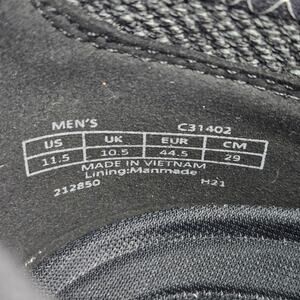 MEN'S C31402
US UK EUR CM
11.5 10.5 44.5 29
MADE IN VIETNAM
Lining:Manmade
212850 H21